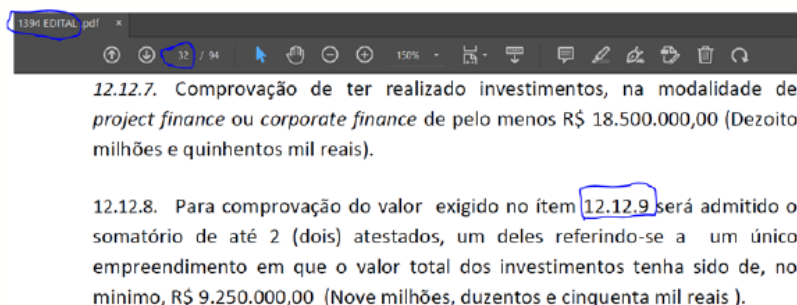 1394 EDITAL.pdf ×
32 / 94 150%
12.12.7. Comprovação de ter realizado investimentos, na modalidade de
project finance ou corporate finance de pelo menos R$ 18.500.000,00 (Dezoito
milhões e quinhentos mil reais).
12.12.8. Para comprovação do valor exigido no ítem 12.12.9 será admitido o
somatório de até 2 (dois) atestados, um deles referindo-se a um único
empreendimento em que o valor total dos investimentos tenha sido de, no
minimo, R$ 9.250.000,00 (Nove milhões, duzentos e cinquenta mil reais ).